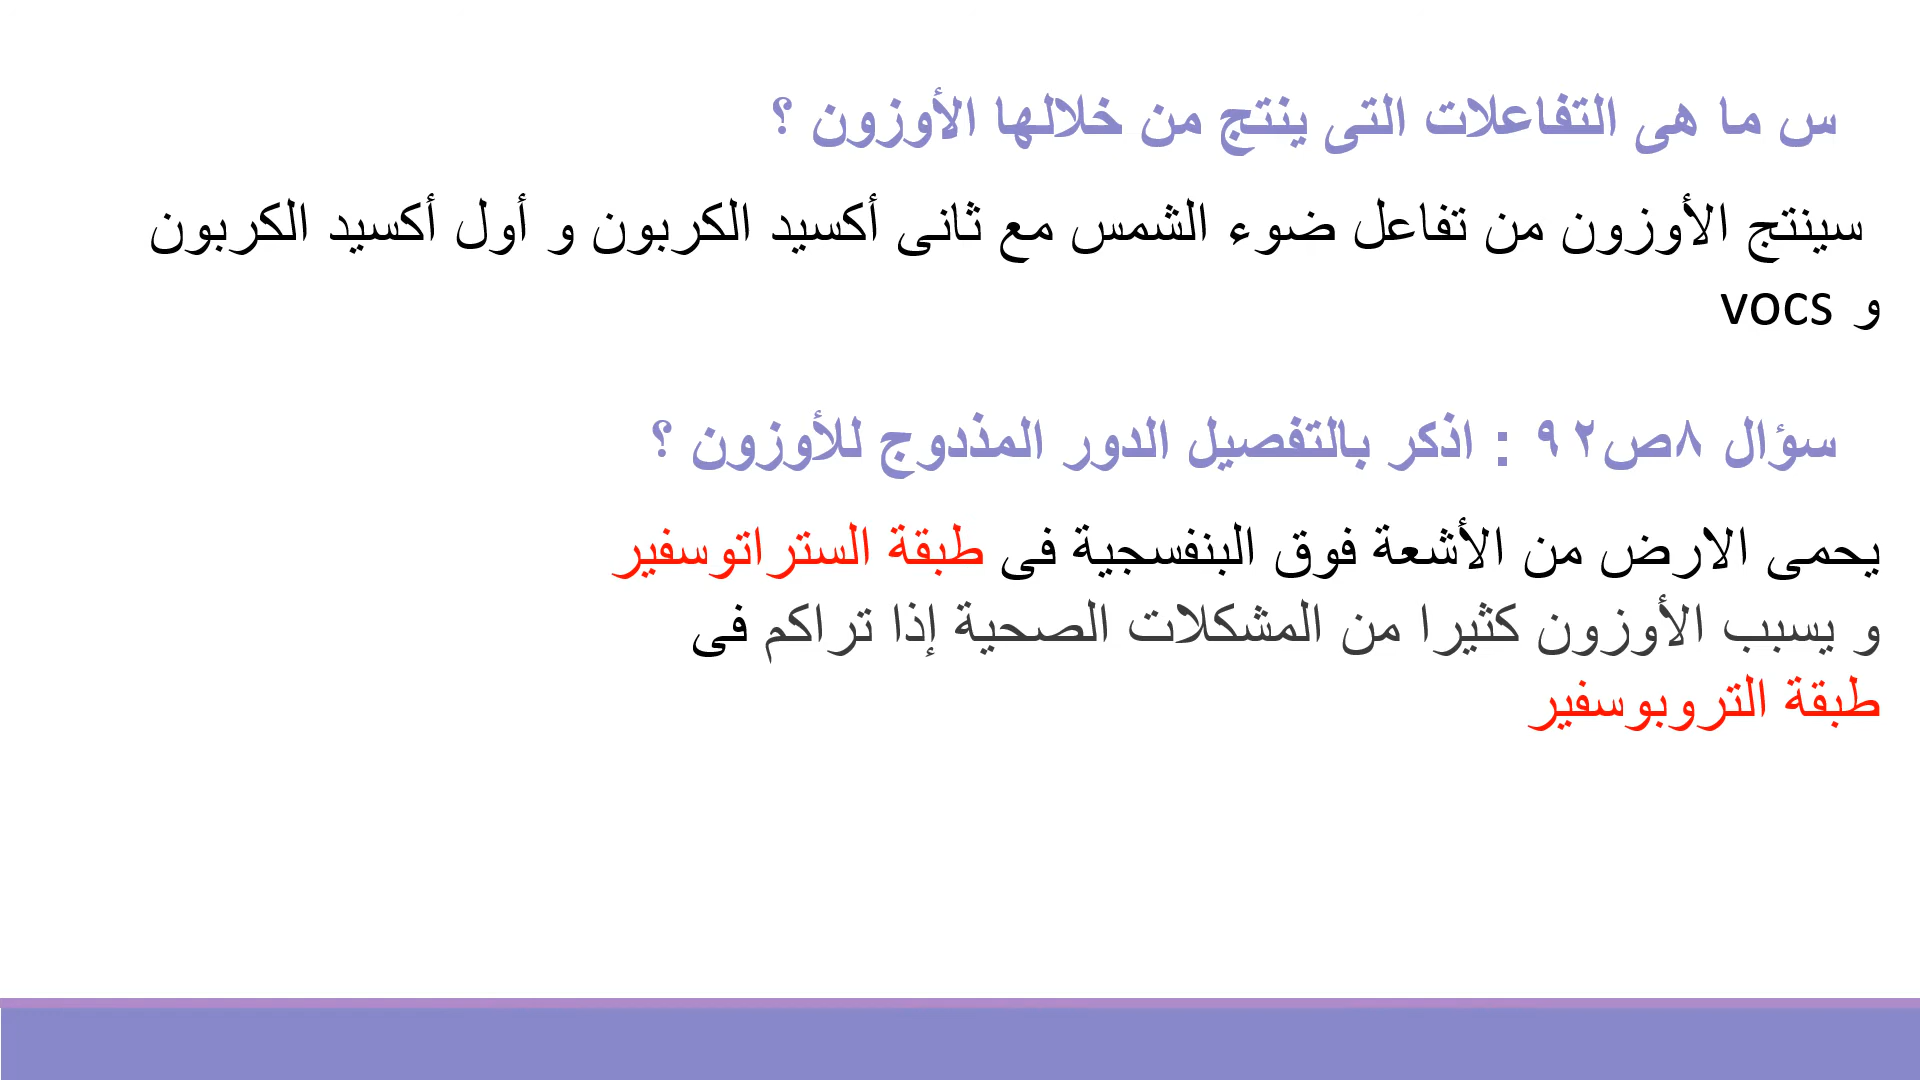 س ما هى التفاعلات التى ينتج من خلالها الأوزون ؟
سينتج الأوزون من تفاعل ضوء الشمس مع ثانى أكسيد الكربون و أول أكسيد الكربون
و vocs
سؤال ٨ص٩٢ : اذكر بالتفصيل الدور المذدوج للأوزون ؟
يحمى الارض من الأشعة فوق البنفسجية فى طبقة الستراتوسفير
و يسبب الأوزون كثيرا من المشكلات الصحية إذا تراكم فى
طبقة التروبوسفير